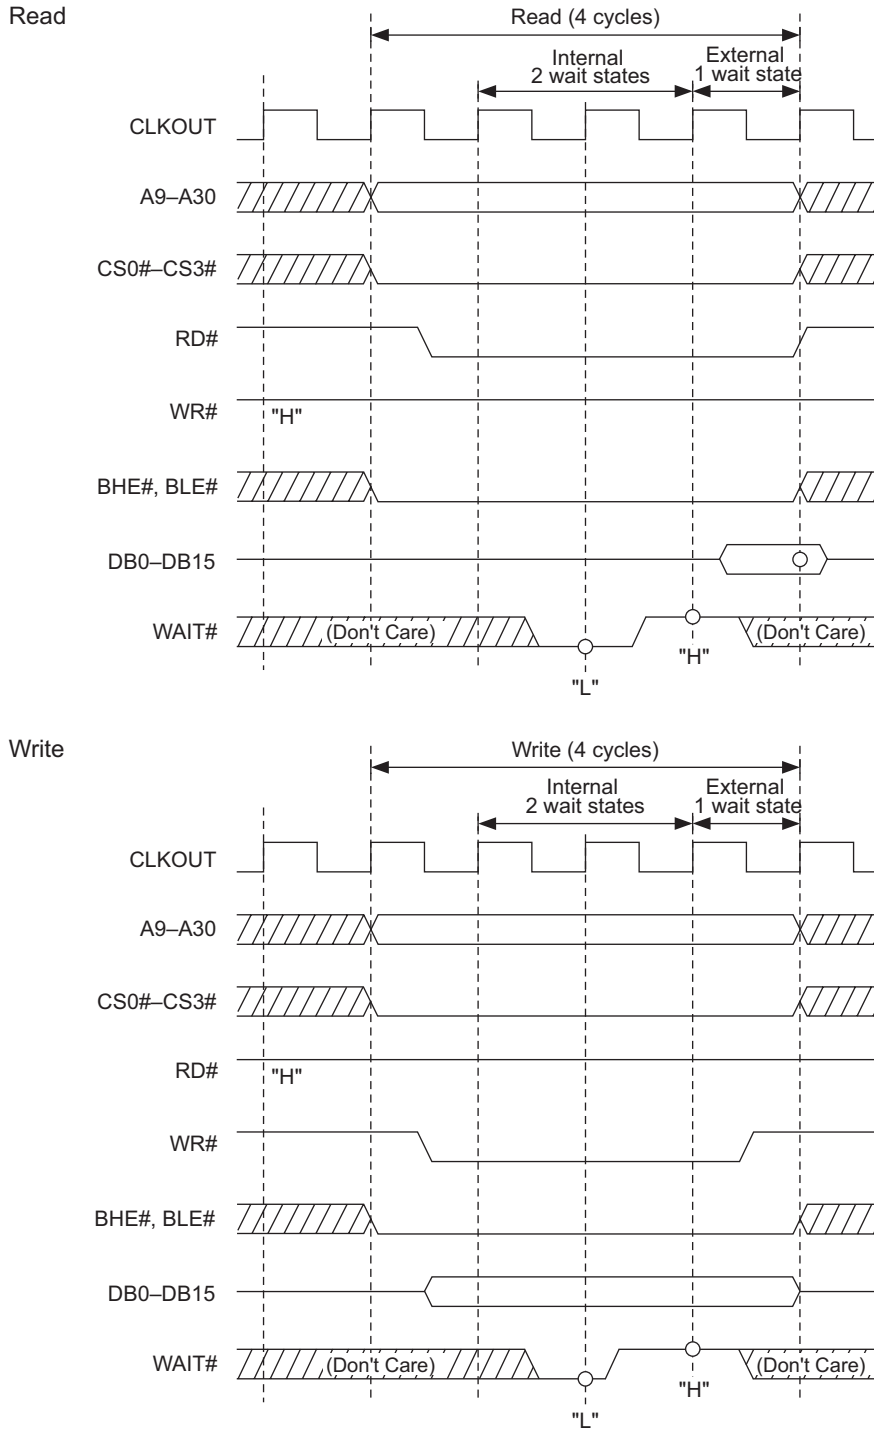 Read
Read (4 cycles)
Internal
2 wait states
External
1 wait state
CLKOUT
A9–A30
CS0#–CS3#
RD#
WR#
"H"
BHE#, BLE#
DB0–DB15
WAIT#
(Don't Care)
(Don't Care)
"L"
"H"
Write
Write (4 cycles)
Internal
2 wait states
External
1 wait state
CLKOUT
A9–A30
CS0#–CS3#
RD#
"H"
WR#
BHE#, BLE#
DB0–DB15
WAIT#
(Don't Care)
(Don't Care)
"L"
"H"